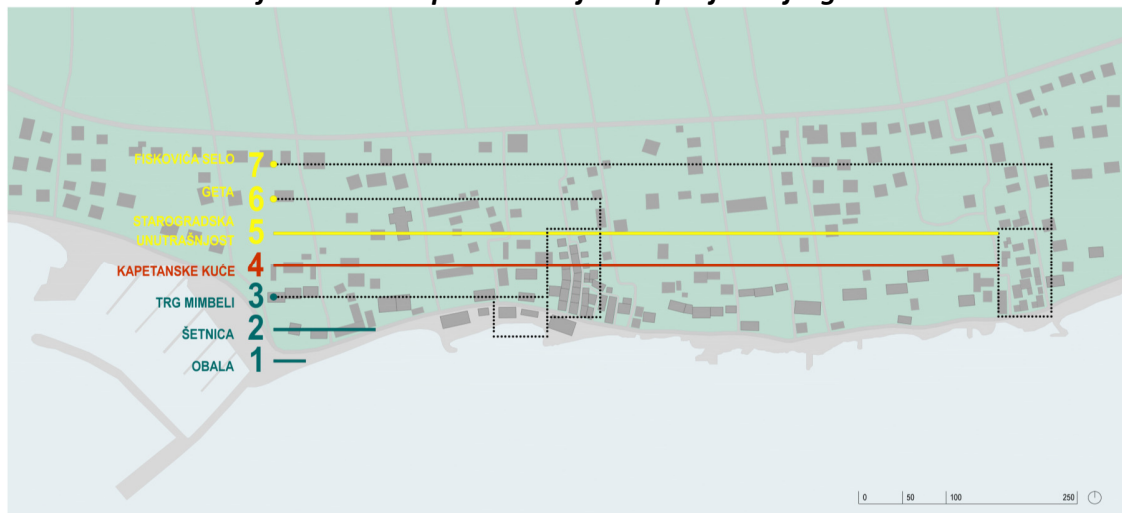 FISKOVIĆA SELO 7
GETA 6
STAROGRADSKA
UNUTRAŠNJOST 5
KAPETANSKE KUĆE 4
TRG MIMBELI 3
ŠETNICA 2
OBALA 1
0 50 100 250